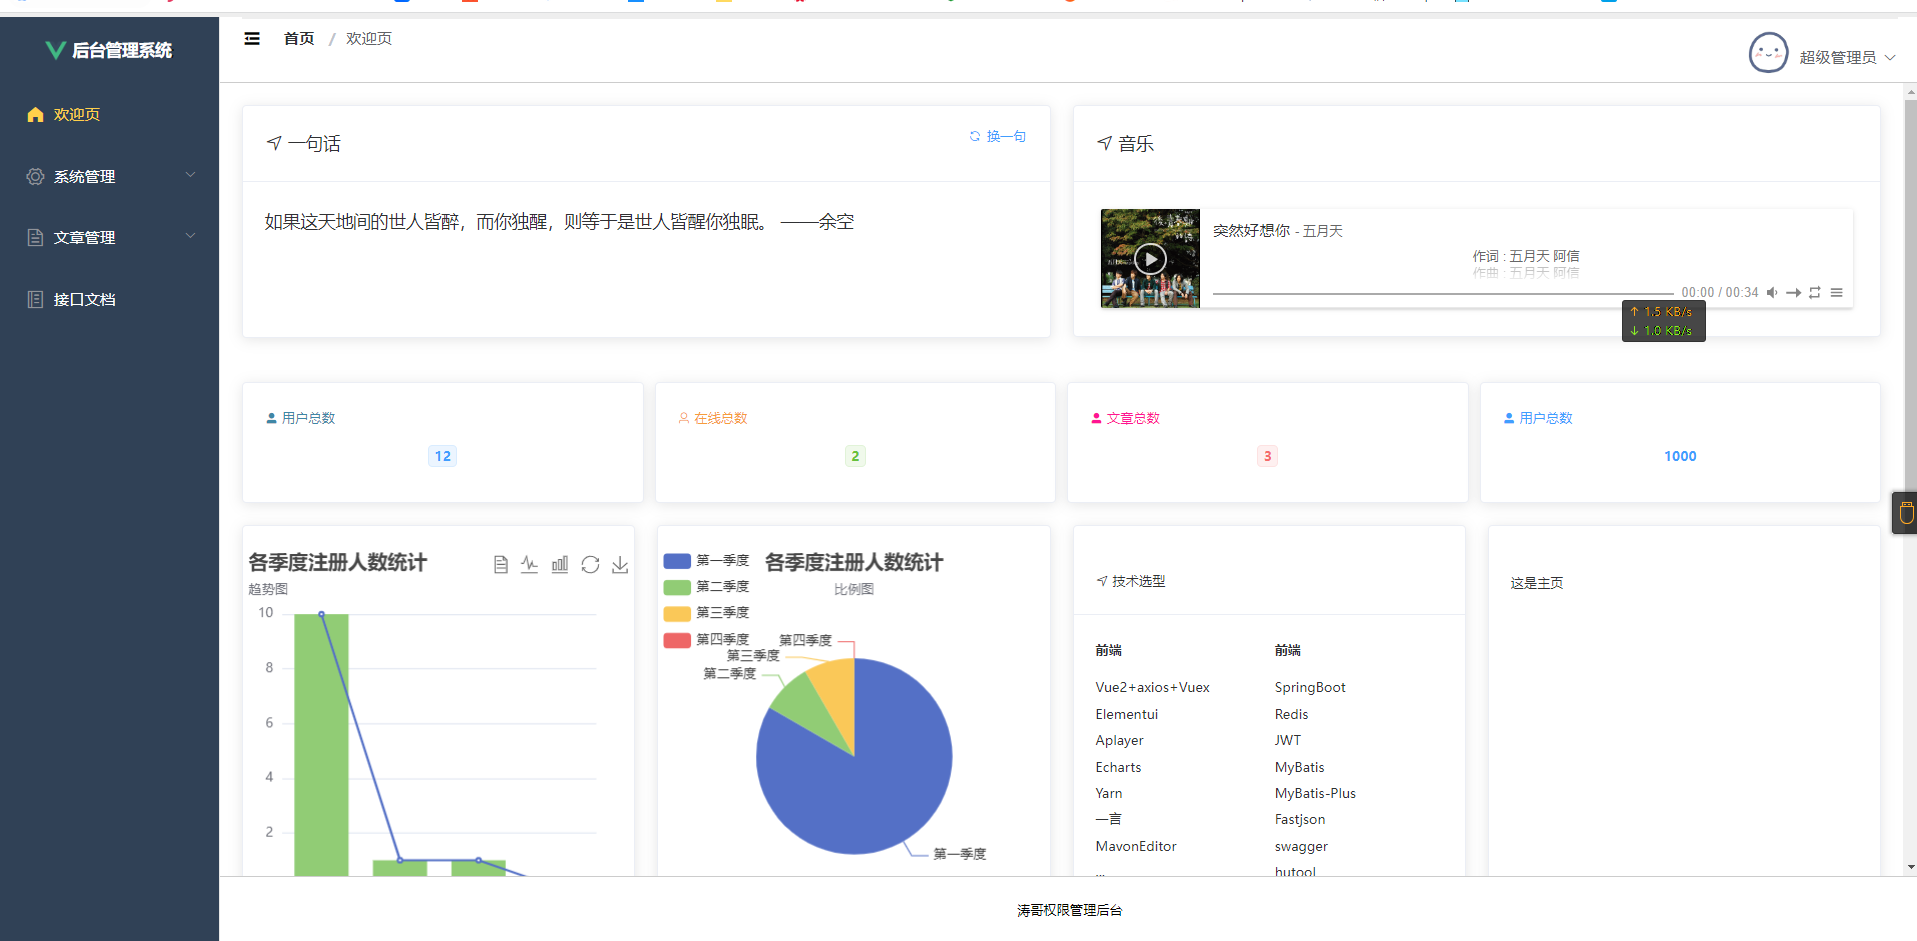 后台管理系统
首页 / 欢迎页
超级管理员
欢迎页
系统管理
文章管理
接口文档
一句话
换一句
如果这天地间的世人皆醉，而你独醒，则等于是世人皆醒你独眠。 ——余空
音乐
突然好想你 - 五月天
作词 : 五月天 阿信
作曲 : 五月天 阿信
00:00 / 00:34
↑ 1.5 KB/s
↓ 1.0 KB/s
用户总数
12
在线总数
2
文章总数
3
用户总数
1000
各季度注册人数统计
趋势图
10
8
6
4
2
第一季度
第二季度
第三季度
第四季度
各季度注册人数统计
比例图
第四季度
第三季度
第二季度
第一季度
技术选型
前端
Vue2+axios+Vuex
Elementui
Aplayer
Echarts
Yarn
一言
MavonEditor
...
前端
SpringBoot
Redis
JWT
MyBatis
MyBatis-Plus
Fastjson
swagger
hutool
这是主页
涛哥权限管理后台